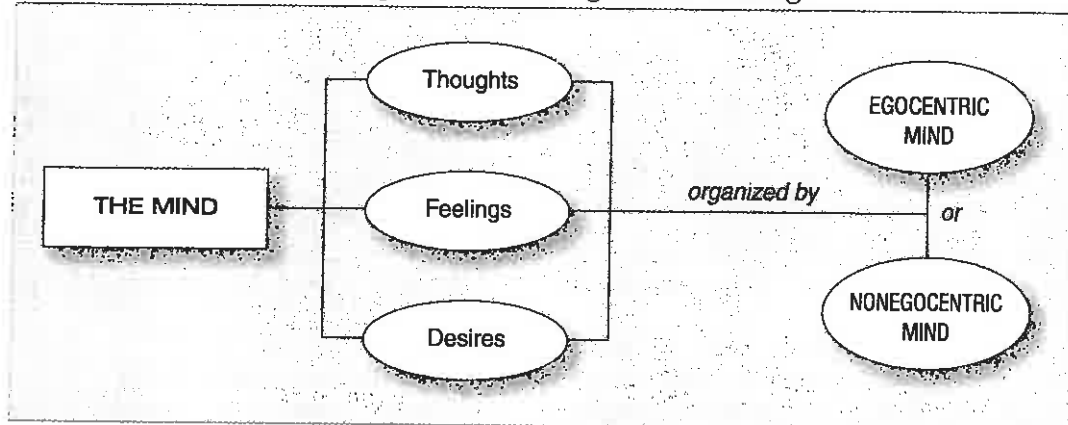 THE MIND
Thoughts
Feelings
Desires
organized by
EGOCENTRIC
MIND
or
NONEGOCENTRIC
MIND